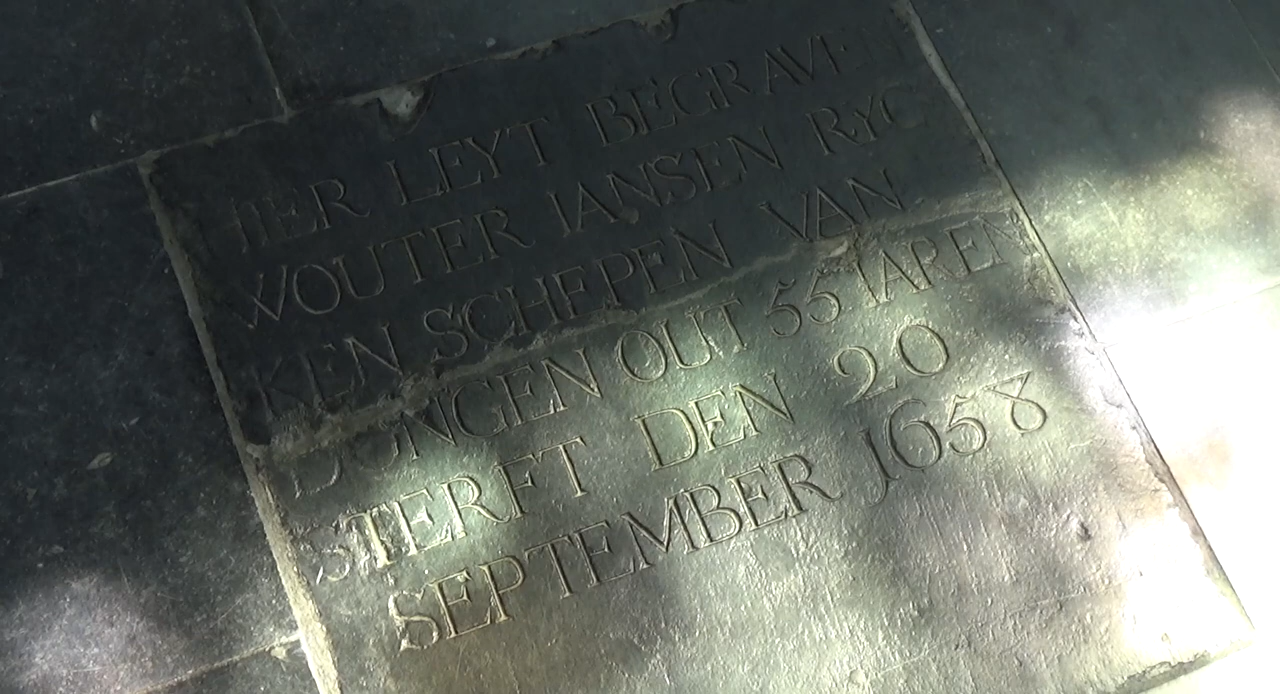 HIER LEYT BEGRAVEN
WOUTER IANSEN RYC
KEN SCHEPEN VAN
DONGEN OUT 55 IAREN
STERFT DEN 20
SEPTEMBER 1658